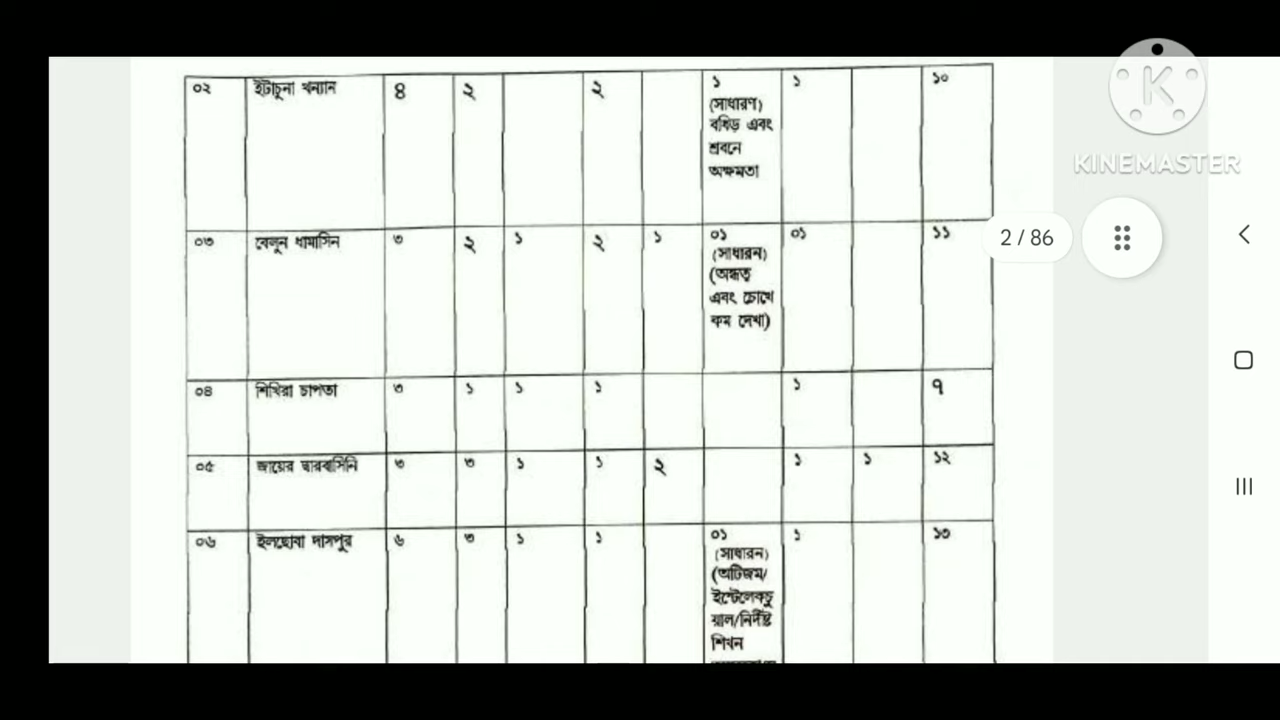 ০২ ইটাচুনা খন্যান ৪ ২ ২ ১ ১ ১০
(সাধারণ)
বধিড় এবং
শ্রবনে
অক্ষমতা
KINEMASTER
2 / 86
০৩ বেলুন ধামাসিন ৩ ২ ১ ২ ১ ০১ ০১ ১১
(সাধারন)
(অন্ধত্ব
এবং চোখে
কম দেখা)
০৪ শিখিরা চাপতা ৩ ১ ১ ১ ১ ৭
০৫ জায়ের দ্বারবাসিনি ৩ ৩ ১ ১ ২ ১ ১ ১২
০৬ ইলছোবা দাসপুর ৬ ৩ ১ ১ ০১ ১ ১৩
(সাধারন)
(অটিজম/
ইন্টেলেকচু
য়াল/নির্দীষ্ট
শিখন